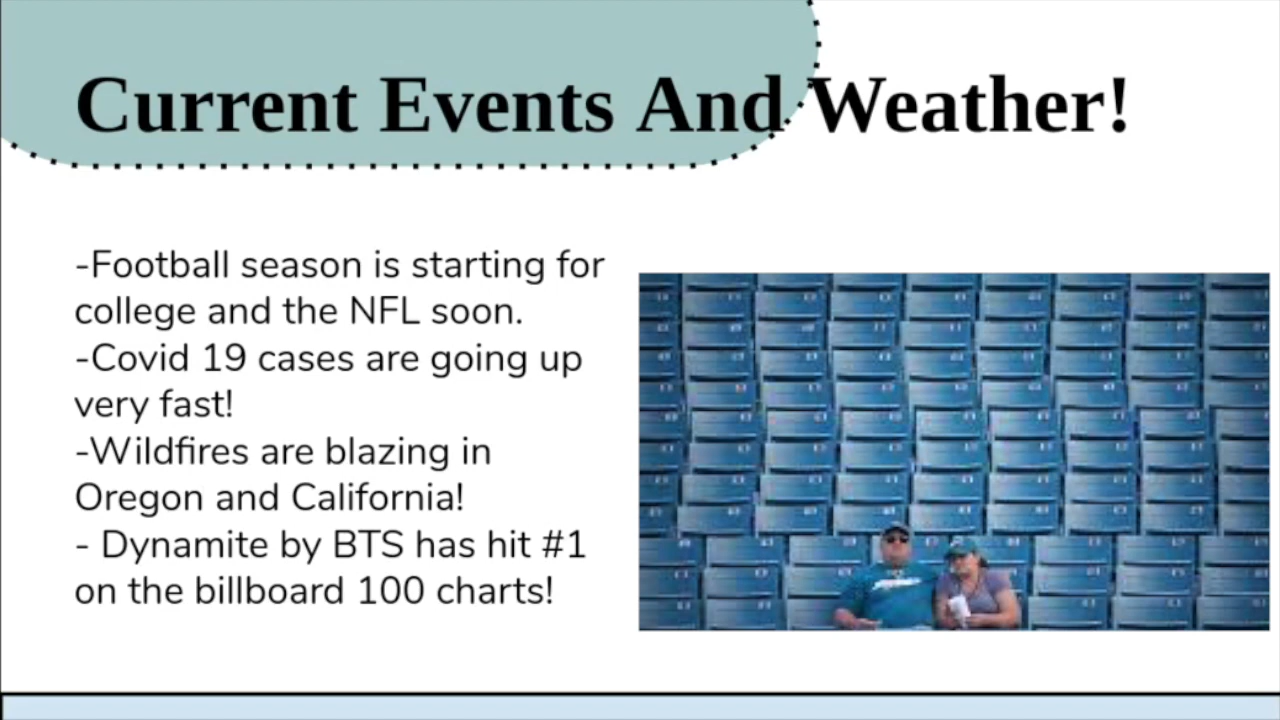 Current Events And Weather!
-Football season is starting for
college and the NFL soon.
-Covid 19 cases are going up
very fast!
-Wildfires are blazing in
Oregon and California!
- Dynamite by BTS has hit #1
on the billboard 100 charts!